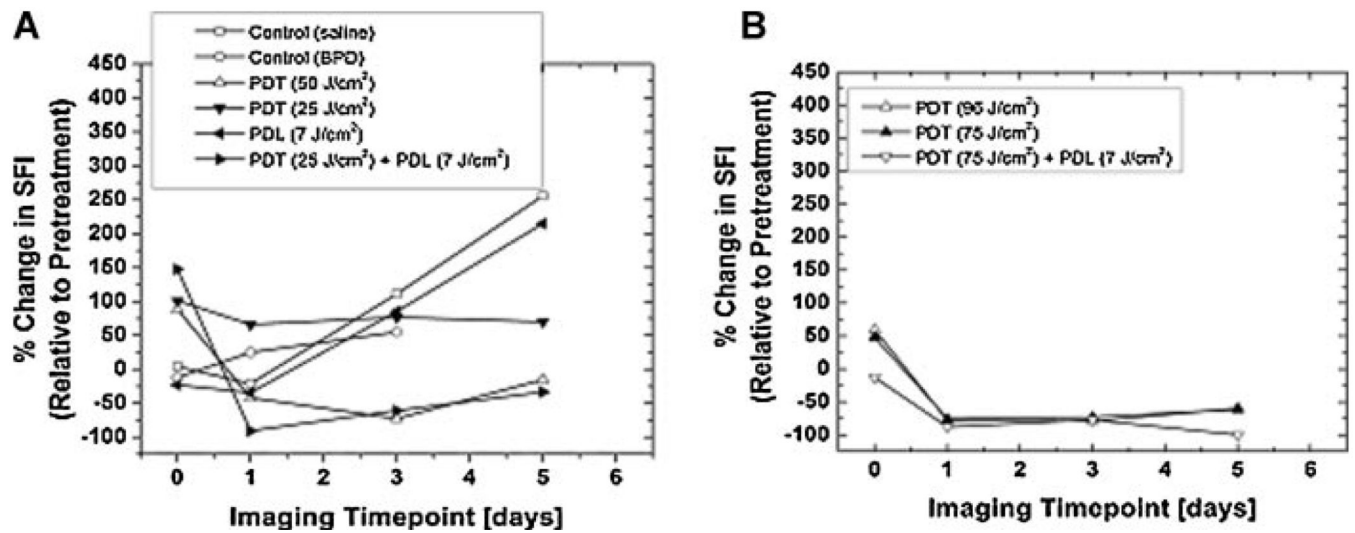 A
Control (saline)
Control (BPD)
PDT (50 J/cm²)
PDT (25 J/cm²)
PDL (7 J/cm²)
PDT (25 J/cm²) + PDL (7 J/cm²)
450
400
350
300
250
200
150
100
50
0
-50
-100
% Change in SFI
(Relative to Pretreatment)
0 1 2 3 4 5 6
Imaging Timepoint [days]
B
PDT (96 J/cm²)
PDT (75 J/cm²)
PDT (75 J/cm²) + PDL (7 J/cm²)
450
400
350
300
250
200
150
100
50
0
-50
-100
% Change in SFI
(Relative to Pretreatment)
0 1 2 3 4 5 6
Imaging Timepoint [days]